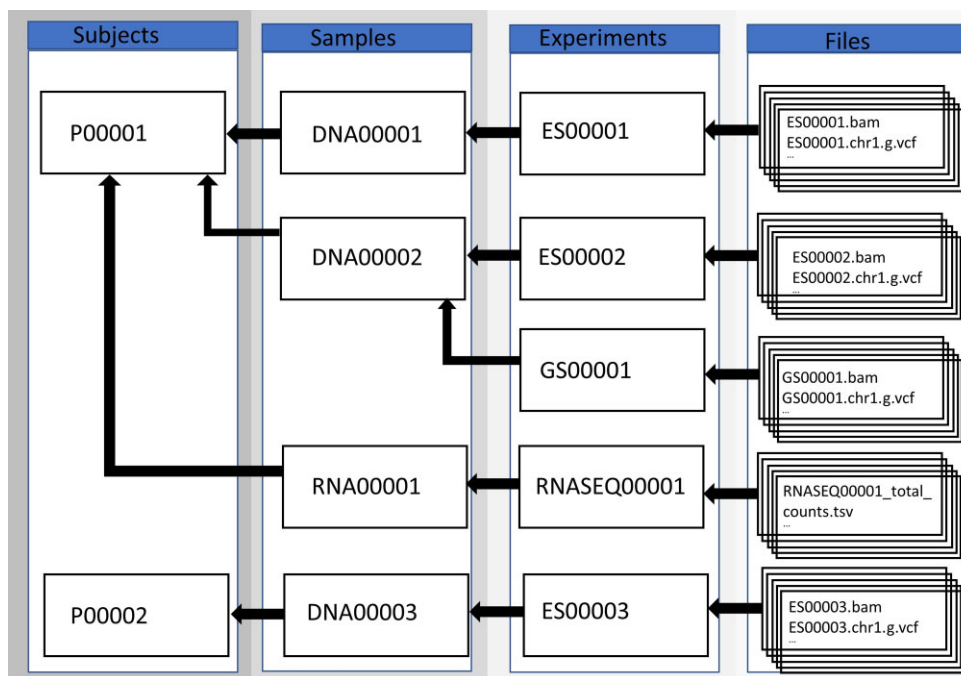 Subjects
Samples
Experiments
Files
P00001
DNA00001
ES00001
ES00001.bam
ES00001.chr1.g.vcf
...
DNA00002
ES00002
ES00002.bam
ES00002.chr1.g.vcf
...
GS00001
GS00001.bam
GS00001.chr1.g.vcf
...
RNA00001
RNASEQ00001
RNASEQ00001_total_
counts.tsv
...
P00002
DNA00003
ES00003
ES00003.bam
ES00003.chr1.g.vcf
...